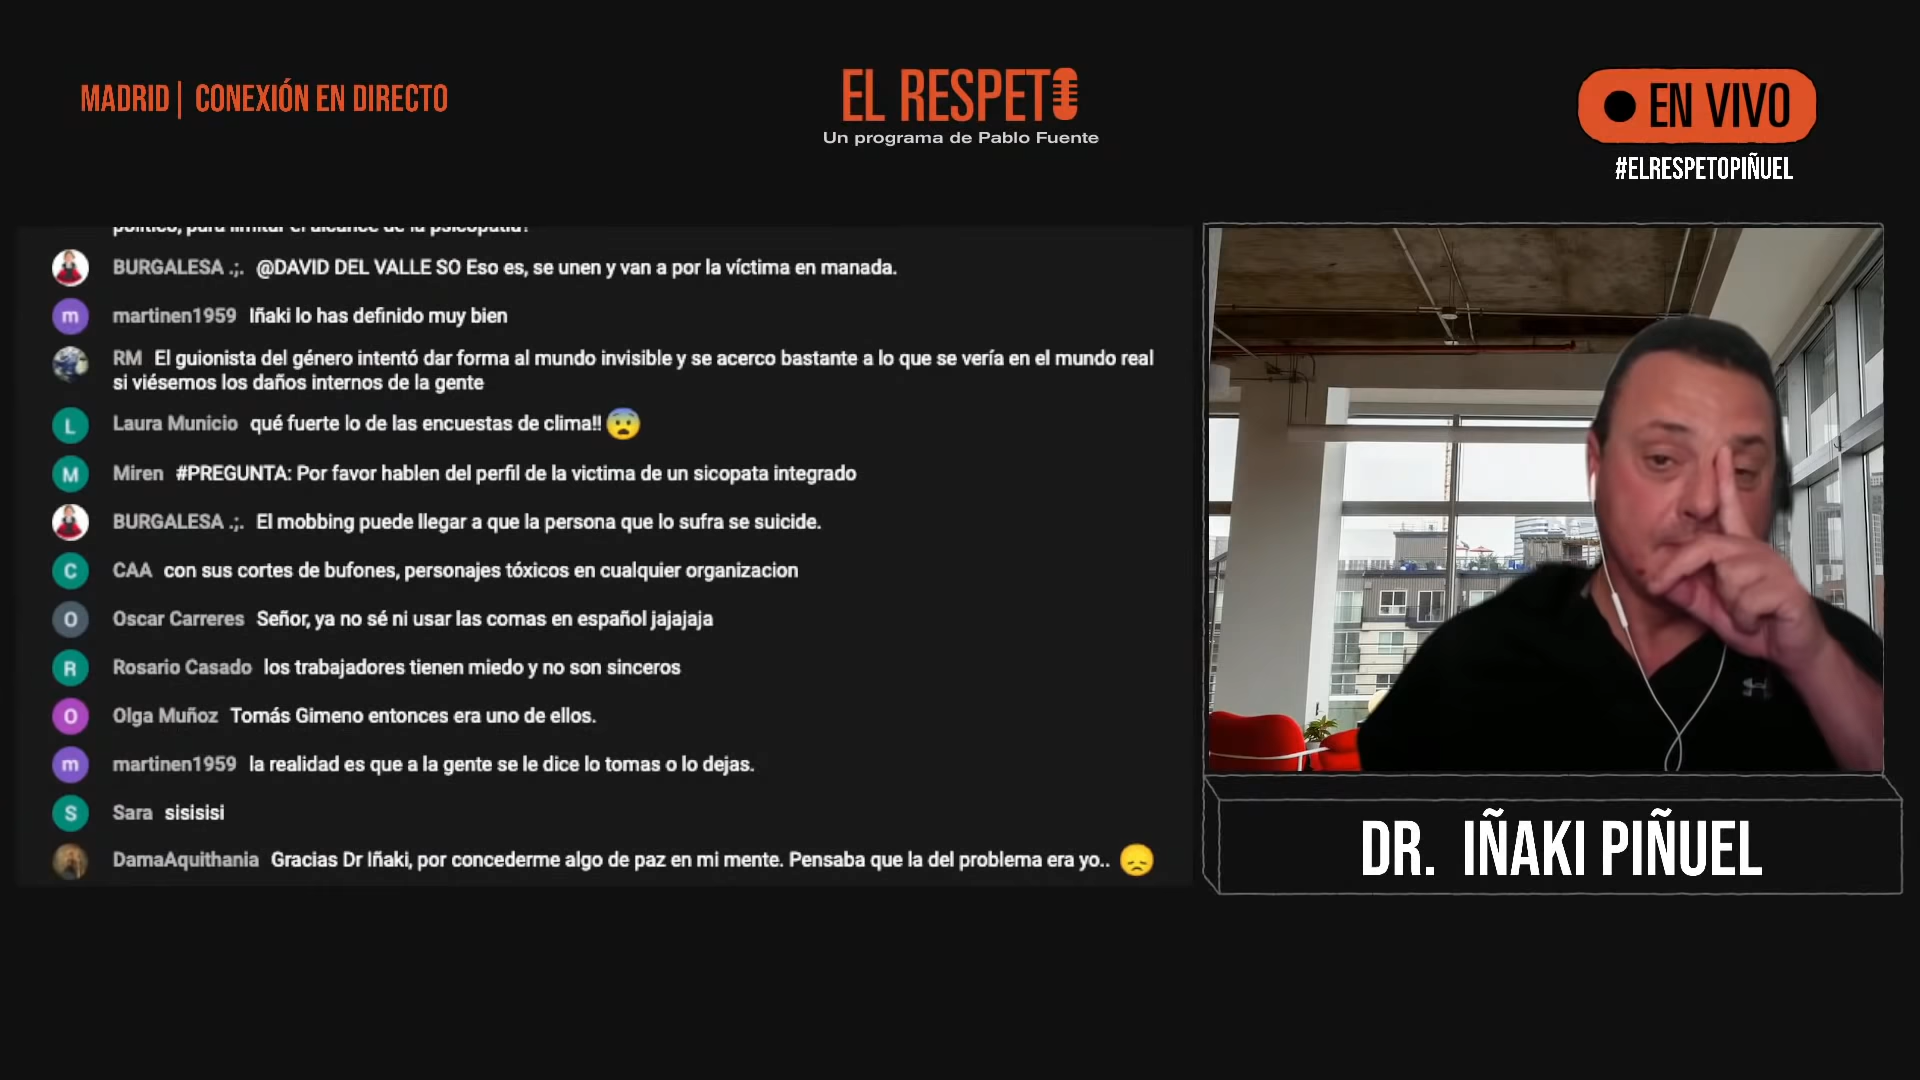 MADRID | CONEXIÓN EN DIRECTO
EL RESPETO
Un programa de Pablo Fuente
EN VIVO
#ELRESPETOPIÑUEL
político, para limitar el alcance de la psicopatía?
BURGALESA .;. @DAVID DEL VALLE SO Eso es, se unen y van a por la víctima en manada.
m martinen1959 Iñaki lo has definido muy bien
RM El guionista del género intentó dar forma al mundo invisible y se acerco bastante a lo que se vería en el mundo real
si viésemos los daños internos de la gente
L Laura Municio qué fuerte lo de las encuestas de clima!! 😨
M Miren #PREGUNTA: Por favor hablen del perfil de la victima de un sicopata integrado
BURGALESA .;. El mobbing puede llegar a que la persona que lo sufra se suicide.
C CAA con sus cortes de bufones, personajes tóxicos en cualquier organizacion
O Oscar Carreres Señor, ya no sé ni usar las comas en español jajajaja
R Rosario Casado los trabajadores tienen miedo y no son sinceros
O Olga Muñoz Tomás Gimeno entonces era uno de ellos.
m martinen1959 la realidad es que a la gente se le dice lo tomas o lo dejas.
S Sara sisisisi
DamaAquithania Gracias Dr Iñaki, por concederme algo de paz en mi mente. Pensaba que la del problema era yo.. 😞
DR. IÑAKI PIÑUEL